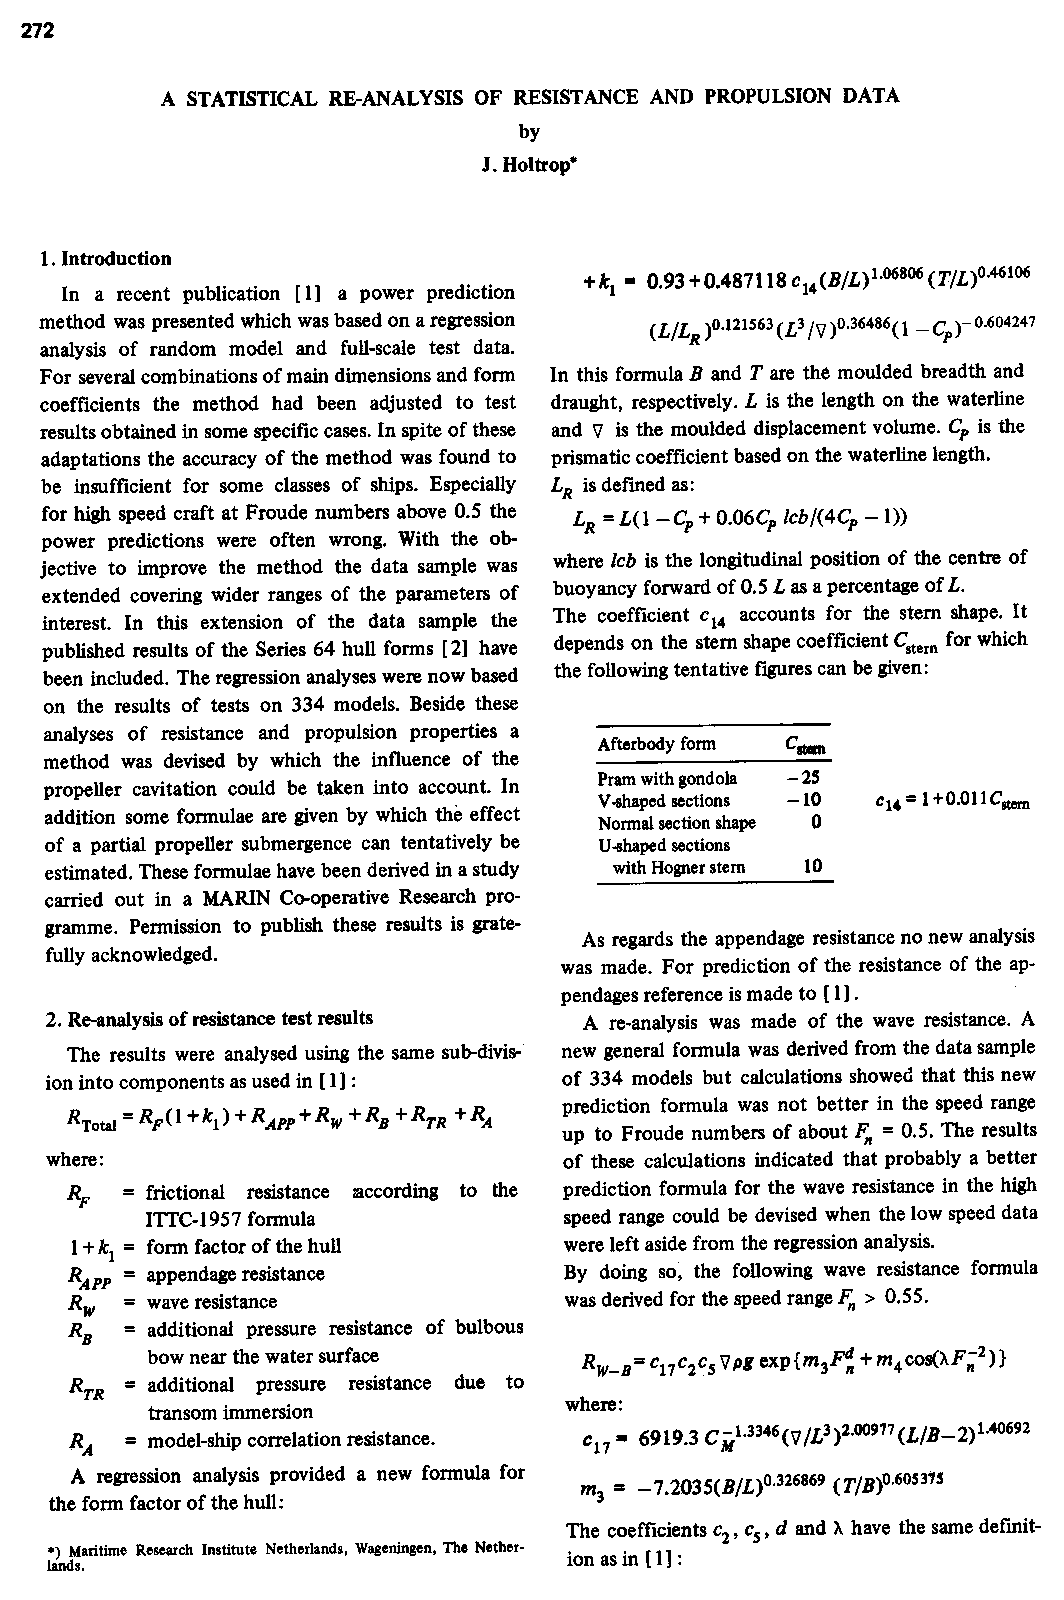 272
A STATISTICAL RE-ANALYSIS OF RESISTANCE AND PROPULSION DATA
by
J. Holtrop*
1. Introduction
In a recent publication [1] a power prediction
method was presented which was based on a regression
analysis of random model and full-scale test data.
For several combinations of main dimensions and form
coefficients the method had been adjusted to test
results obtained in some specific cases. In spite of these
adaptations the accuracy of the method was found to
be insufficient for some classes of ships. Especially
for high speed craft at Froude numbers above 0.5 the
power predictions were often wrong. With the ob-
jective to improve the method the data sample was
extended covering wider ranges of the parameters of
interest. In this extension of the data sample the
published results of the Series 64 hull forms [2] have
been included. The regression analyses were now based
on the results of tests on 334 models. Beside these
analyses of resistance and propulsion properties a
method was devised by which the influence of the
propeller cavitation could be taken into account. In
addition some formulae are given by which the effect
of a partial propeller submergence can tentatively be
estimated. These formulae have been derived in a study
carried out in a MARIN Co-operative Research pro-
gramme. Permission to publish these results is grate-
fully acknowledged.
2. Re-analysis of resistance test results
The results were analysed using the same sub-divis-
ion into components as used in [1] :
R_Total = R_F(1 + k_1) + R_APP + R_W + R_B + R_TR + R_A
where:
R_F = frictional resistance according to the
ITTC-1957 formula
1 + k_1 = form factor of the hull
R_APP = appendage resistance
R_W = wave resistance
R_B = additional pressure resistance of bulbous
bow near the water surface
R_TR = additional pressure resistance due to
transom immersion
R_A = model-ship correlation resistance.
A regression analysis provided a new formula for
the form factor of the hull:
*) Maritime Research Institute Netherlands, Wageningen, The Nether-
lands.
+k_1 = 0.93 + 0.487118 c_14 (B/L)^1.06806 (T/L)^0.46106
(L/L_R)^0.121563 (L^3/∇)^0.36486 (1 − C_P)^−0.604247
In this formula B and T are the moulded breadth and
draught, respectively. L is the length on the waterline
and ∇ is the moulded displacement volume. C_P is the
prismatic coefficient based on the waterline length.
L_R is defined as:
L_R = L(1 − C_P + 0.06C_P lcb/(4C_P − 1))
where lcb is the longitudinal position of the centre of
buoyancy forward of 0.5 L as a percentage of L.
The coefficient c_14 accounts for the stern shape. It
depends on the stern shape coefficient C_stern for which
the following tentative figures can be given:
Afterbody form C_stern
Pram with gondola −25
V-shaped sections −10 c_14 = 1 + 0.011 C_stern
Normal section shape 0
U-shaped sections
with Hogner stern 10
As regards the appendage resistance no new analysis
was made. For prediction of the resistance of the ap-
pendages reference is made to [1] .
A re-analysis was made of the wave resistance. A
new general formula was derived from the data sample
of 334 models but calculations showed that this new
prediction formula was not better in the speed range
up to Froude numbers of about F_n = 0.5. The results
of these calculations indicated that probably a better
prediction formula for the wave resistance in the high
speed range could be devised when the low speed data
were left aside from the regression analysis.
By doing so, the following wave resistance formula
was derived for the speed range F_n > 0.55.
R_W−B = c_17 c_2 c_5 ∇ρg exp{m_3 F_n^d + m_4 cos(λF_n^−2)}
where:
c_17 = 6919.3 C_M^−1.3346 (∇/L^3)^2.00977 (L/B−2)^1.40692
m_3 = −7.2035(B/L)^0.326869 (T/B)^0.605375
The coefficients c_2, c_5, d and λ have the same definit-
ion as in [1] :